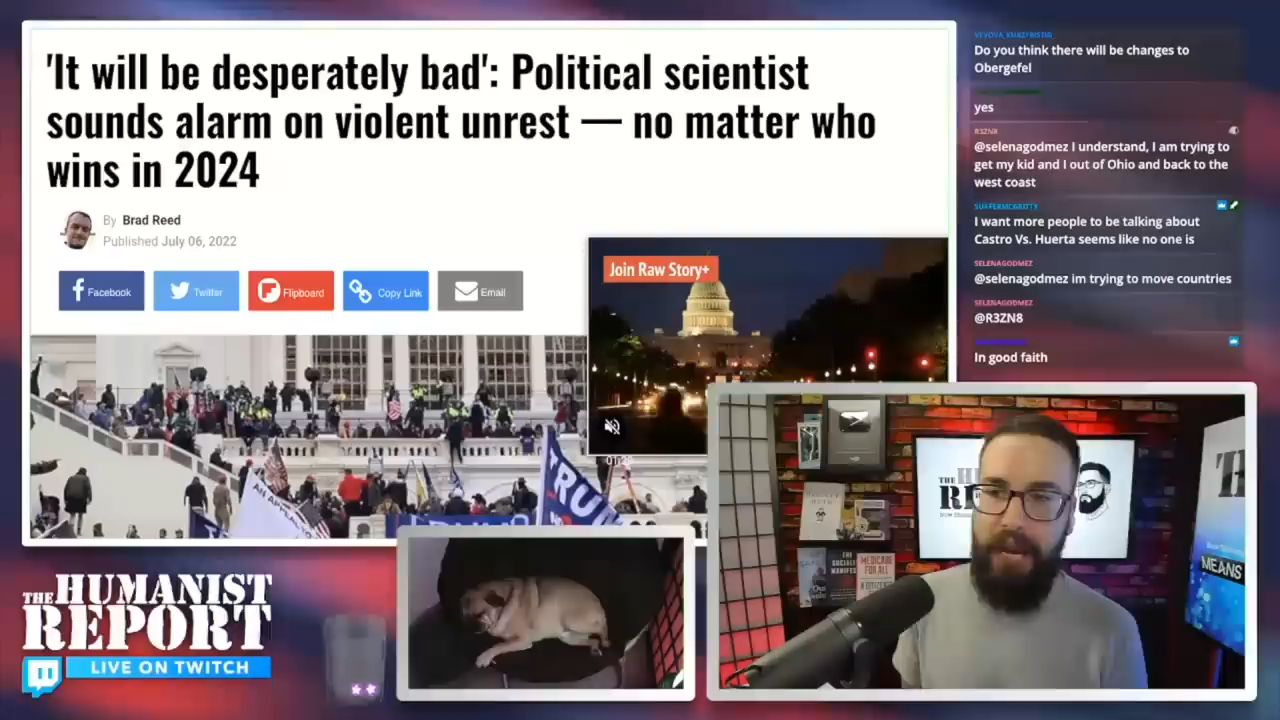 'It will be desperately bad': Political scientist
sounds alarm on violent unrest — no matter who
wins in 2024
By Brad Reed
Published July 06, 2022
Facebook
Twitter
Flipboard
Copy Link
Email
Join Raw Story+
TRUMP
Do you think there will be changes to
Obergefel
yes
R3ZN8
@selenagodmez I understand, I am trying to
get my kid and I out of Ohio and back to the
west coast
I want more people to be talking about
Castro Vs. Huerta seems like no one is
SELENAGODMEZ
@selenagodmez im trying to move countries
SELENAGODMEZ
@R3ZN8
In good faith
THE
MEDICARE
FOR ALL
MEANS
THE HUMANIST
REPORT
LIVE ON TWITCH